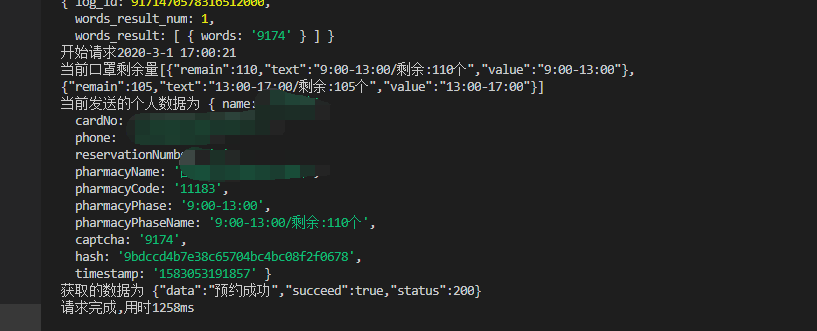 { log_id: 9171470578316512000,
words_result_num: 1,
words_result: [ { words: '9174' } ] }
开始请求2020-3-1 17:00:21
当前口罩剩余量[{"remain":110,"text":"9:00-13:00/剩余:110个","value":"9:00-13:00"},
{"remain":105,"text":"13:00-17:00/剩余:105个","value":"13:00-17:00"}]
当前发送的个人数据为 { name:
cardNo:
phone:
reservationNumb
pharmacyName: '
pharmacyCode: '11183',
pharmacyPhase: '9:00-13:00',
pharmacyPhaseName: '9:00-13:00/剩余:110个',
captcha: '9174',
hash: '9bdccd4b7e38c65704bc4bc08f2f0678',
timestamp: '1583053191857' }
获取的数据为 {"data":"预约成功","succeed":true,"status":200}
请求完成,用时1258ms